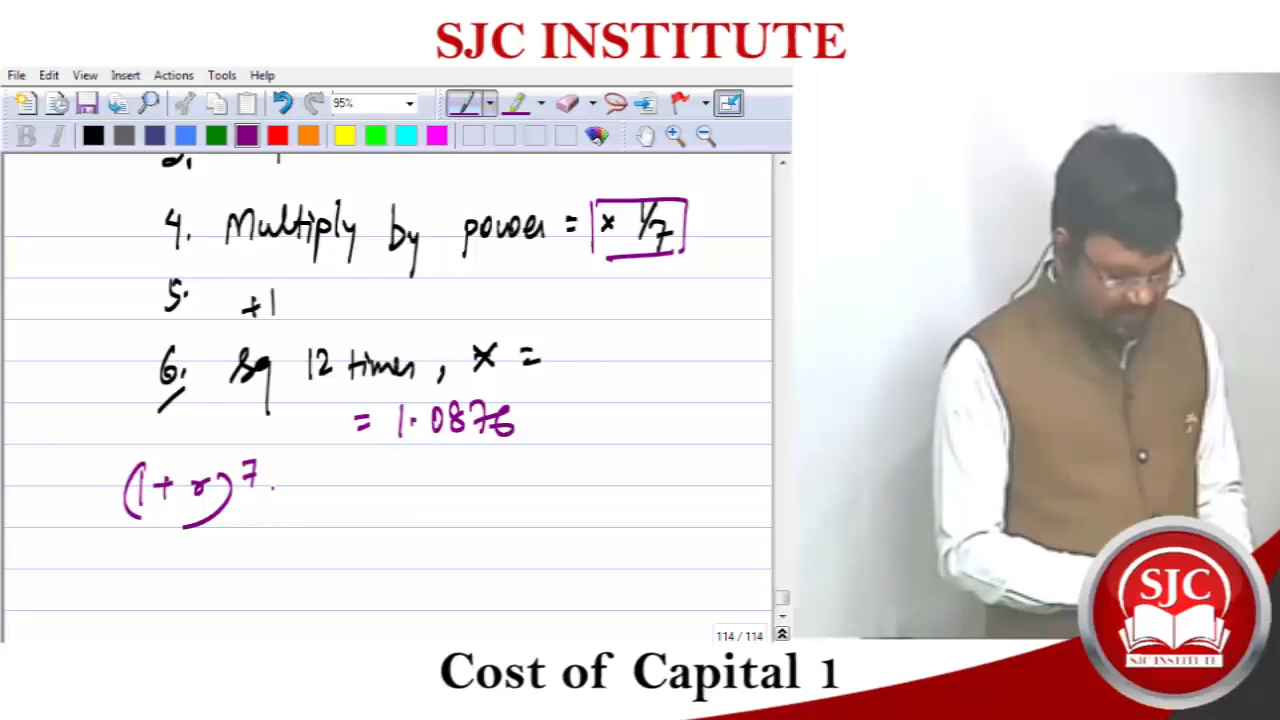 SJC INSTITUTE
File Edit View Insert Actions Tools Help
95%
B I
4. Multiply by power = × 1/7
5. +1
6. sq 12 times, × =
= 1.0876
(1 + r)7
114 / 114
SJC
SJC INSTITUTE
Cost of Capital 1